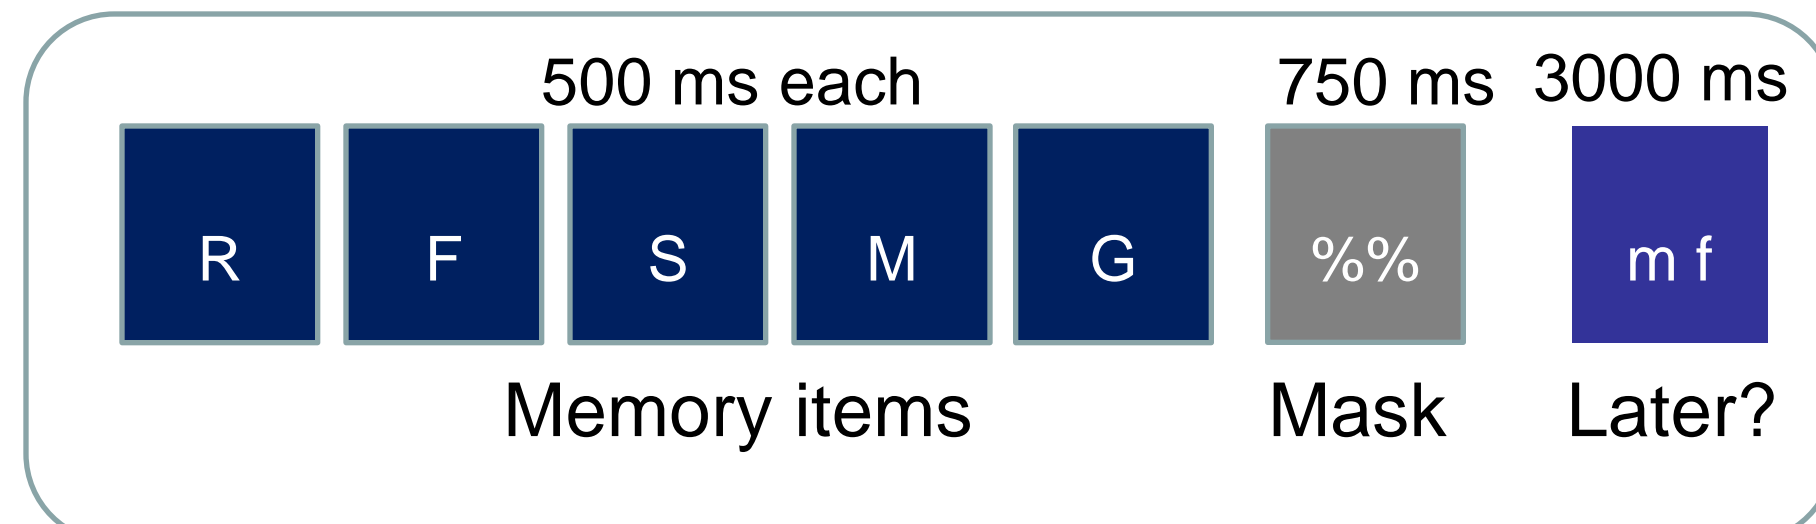 500 ms each 750 ms 3000 ms
R F S M G %% m f
Memory items Mask Later?